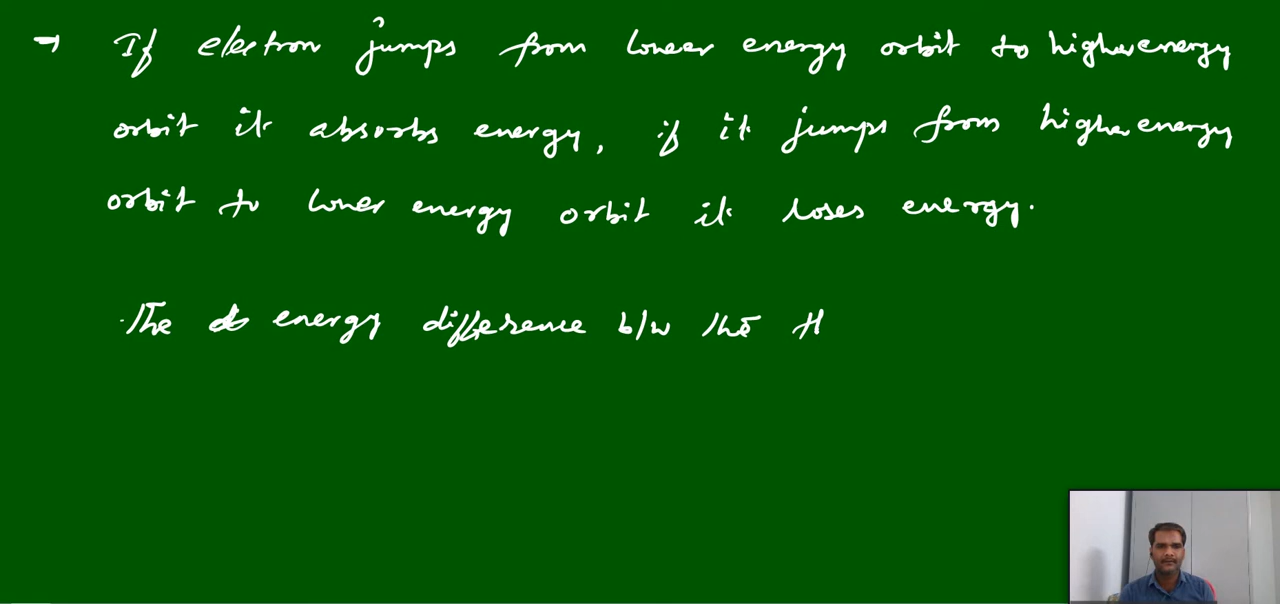 → If electron jumps from lower energy orbit to higher energy
orbit it absorbs energy, if it jumps from higher energy
orbit to lower energy orbit it loses energy.
The energy difference b/w the